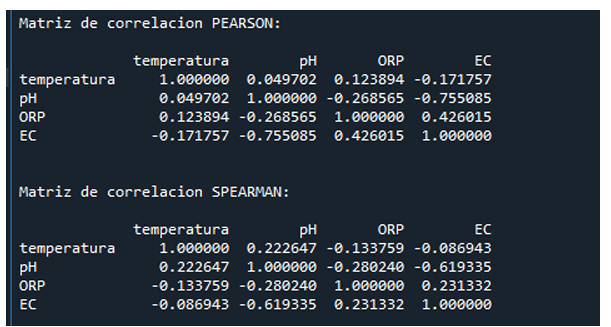 Matriz de correlacion PEARSON:
temperatura pH ORP EC
temperatura 1.000000 0.049702 0.123894 -0.171757
pH 0.049702 1.000000 -0.268565 -0.755085
ORP 0.123894 -0.268565 1.000000 0.426015
EC -0.171757 -0.755085 0.426015 1.000000
Matriz de correlacion SPEARMAN:
temperatura pH ORP EC
temperatura 1.000000 0.222647 -0.133759 -0.086943
pH 0.222647 1.000000 -0.280240 -0.619335
ORP -0.133759 -0.280240 1.000000 0.231332
EC -0.086943 -0.619335 0.231332 1.000000